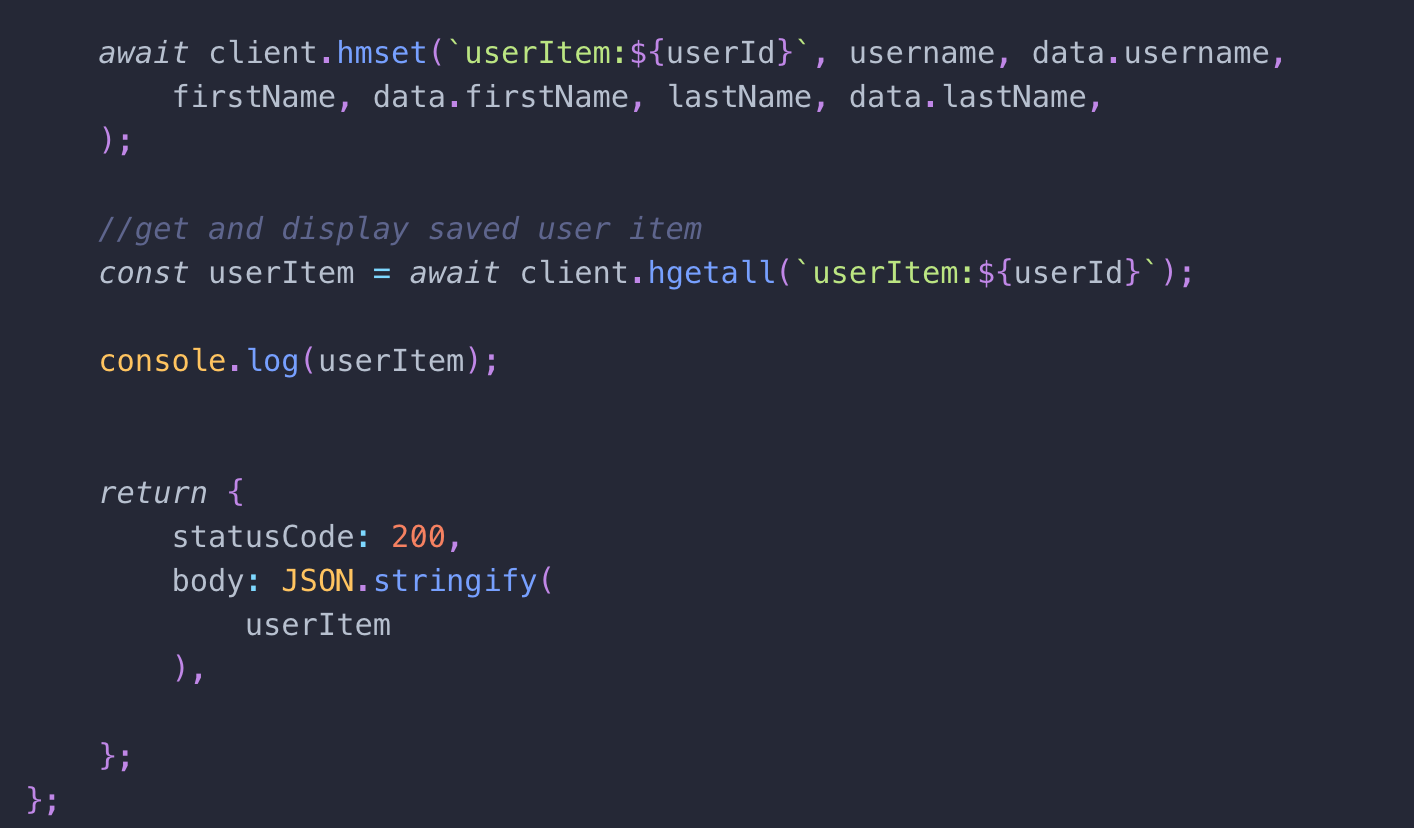 await client.hmset(`userItem:${userId}`, username, data.username,
firstName, data.firstName, lastName, data.lastName,
);
//get and display saved user item
const userItem = await client.hgetall(`userItem:${userId}`);
console.log(userItem);
return {
statusCode: 200,
body: JSON.stringify(
userItem
),
};
};